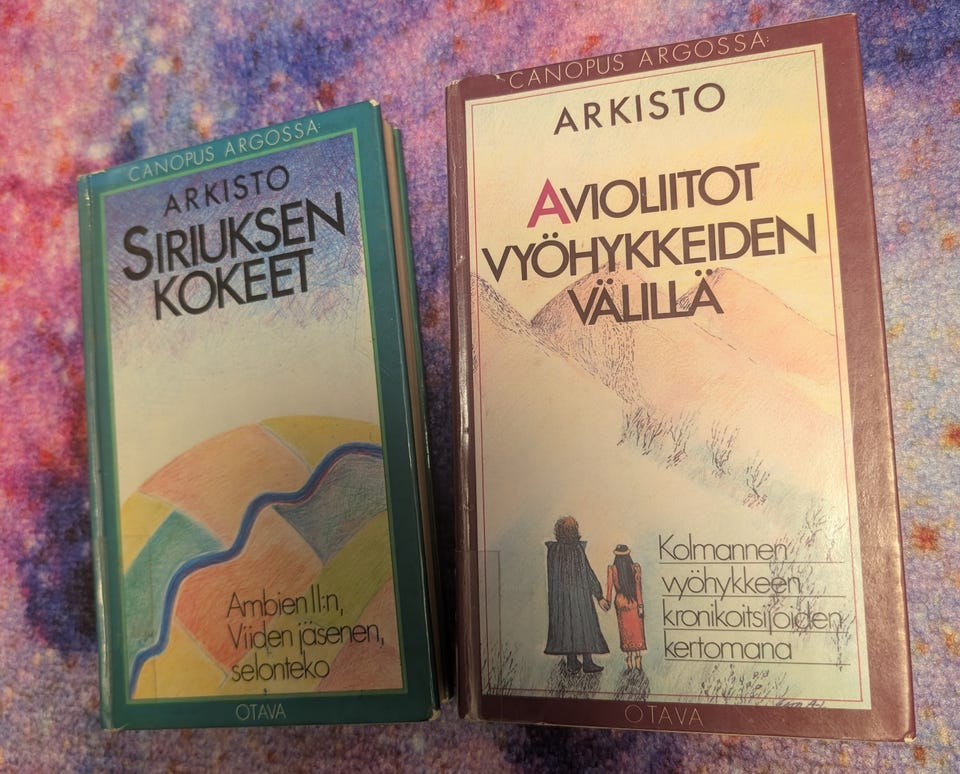 CANOPUS ARGOSSA:
ARKISTO
SIRIUKSEN
KOKEET
Ambien II:n,
Viiden jäsenen,
selonteko
OTAVA
CANOPUS ARGOSSA:
ARKISTO
AVIOLIITOT
VYÖHYKKEIDEN
VÄLILLÄ
Kolmannen
vyöhykkeen
kronikoitsijoiden
kertomana
OTAVA